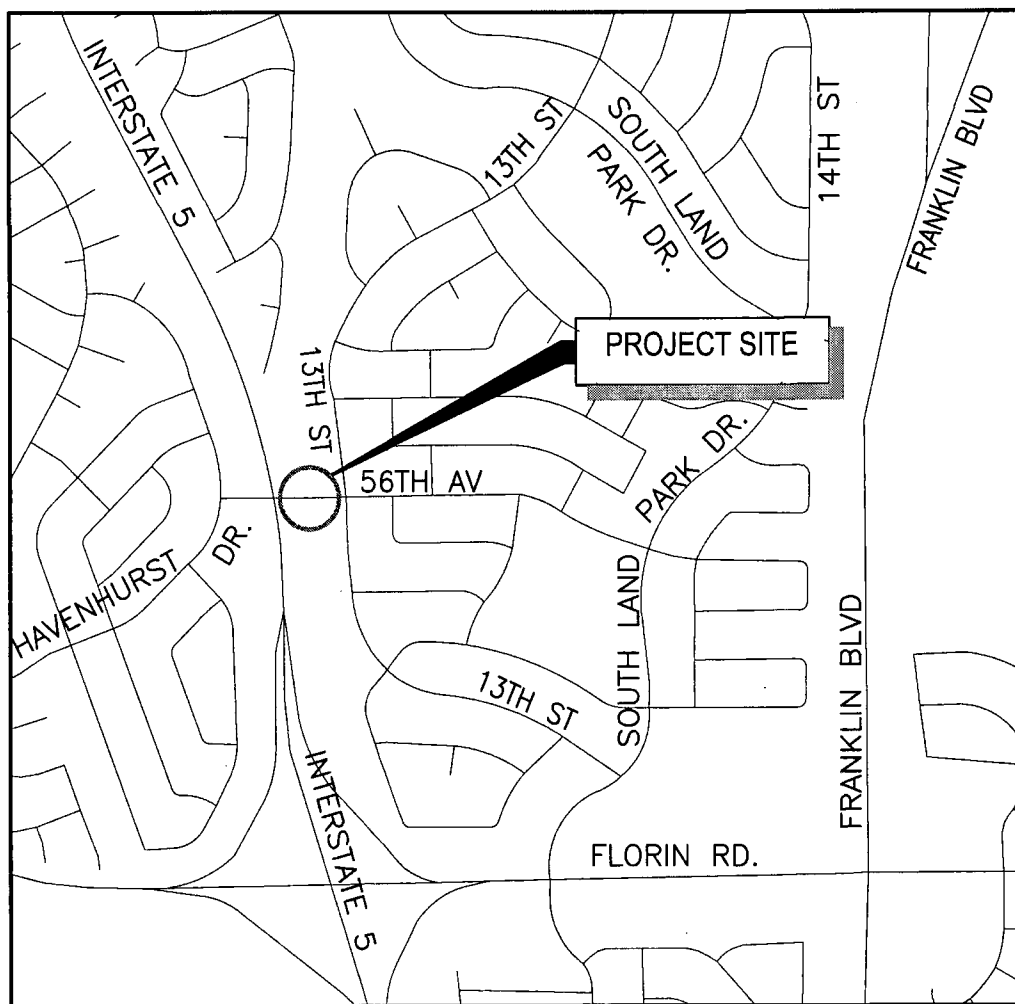 INTERSTATE 5
13TH ST
SOUTH LAND
PARK DR.
14TH ST
FRANKLIN BLVD
PROJECT SITE
13TH ST
56TH AV
PARK DR.
SOUTH LAND
HAVENHURST
DR.
13TH ST
FRANKLIN BLVD
INTERSTATE 5
FLORIN RD.